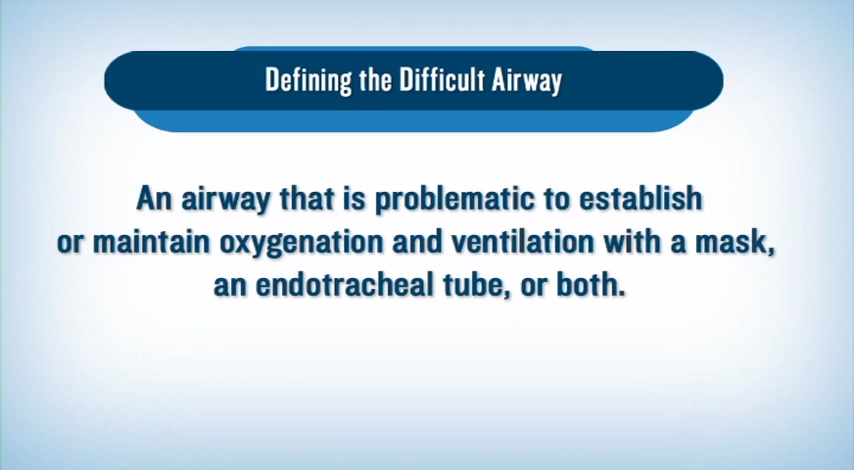 Defining the Difficult Airway
An airway that is problematic to establish
or maintain oxygenation and ventilation with a mask,
an endotracheal tube, or both.